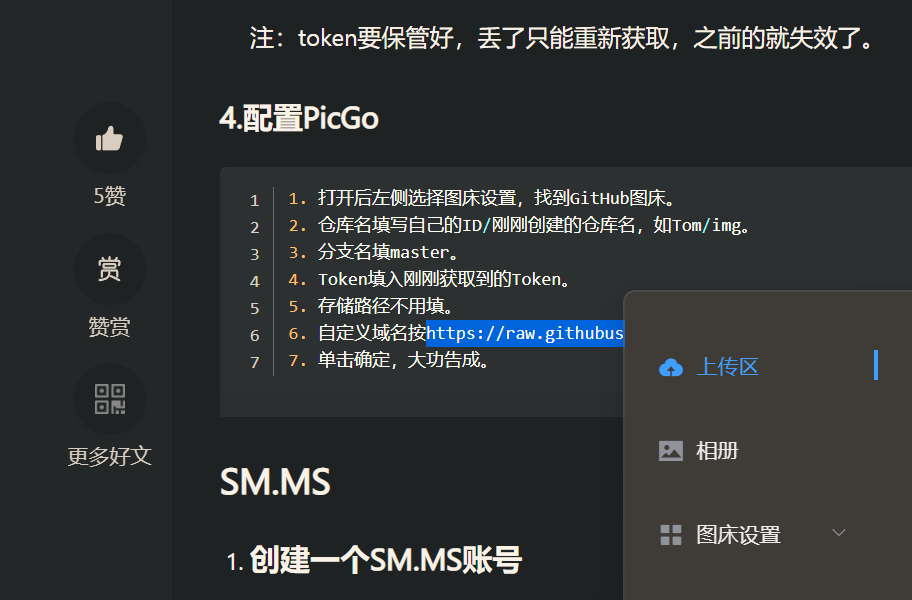 注：token要保管好，丢了只能重新获取，之前的就失效了。
4.配置PicGo
5赞
赏
赞赏
更多好文
1 1. 打开后左侧选择图床设置，找到GitHub图床。
2 2. 仓库名填写自己的ID/刚刚创建的仓库名，如Tom/img。
3 3. 分支名填master。
4 4. Token填入刚刚获取到的Token。
5 5. 存储路径不用填。
6 6. 自定义域名按https://raw.githubus
7 7. 单击确定，大功告成。
上传区
相册
图床设置
SM.MS
1. 创建一个SM.MS账号